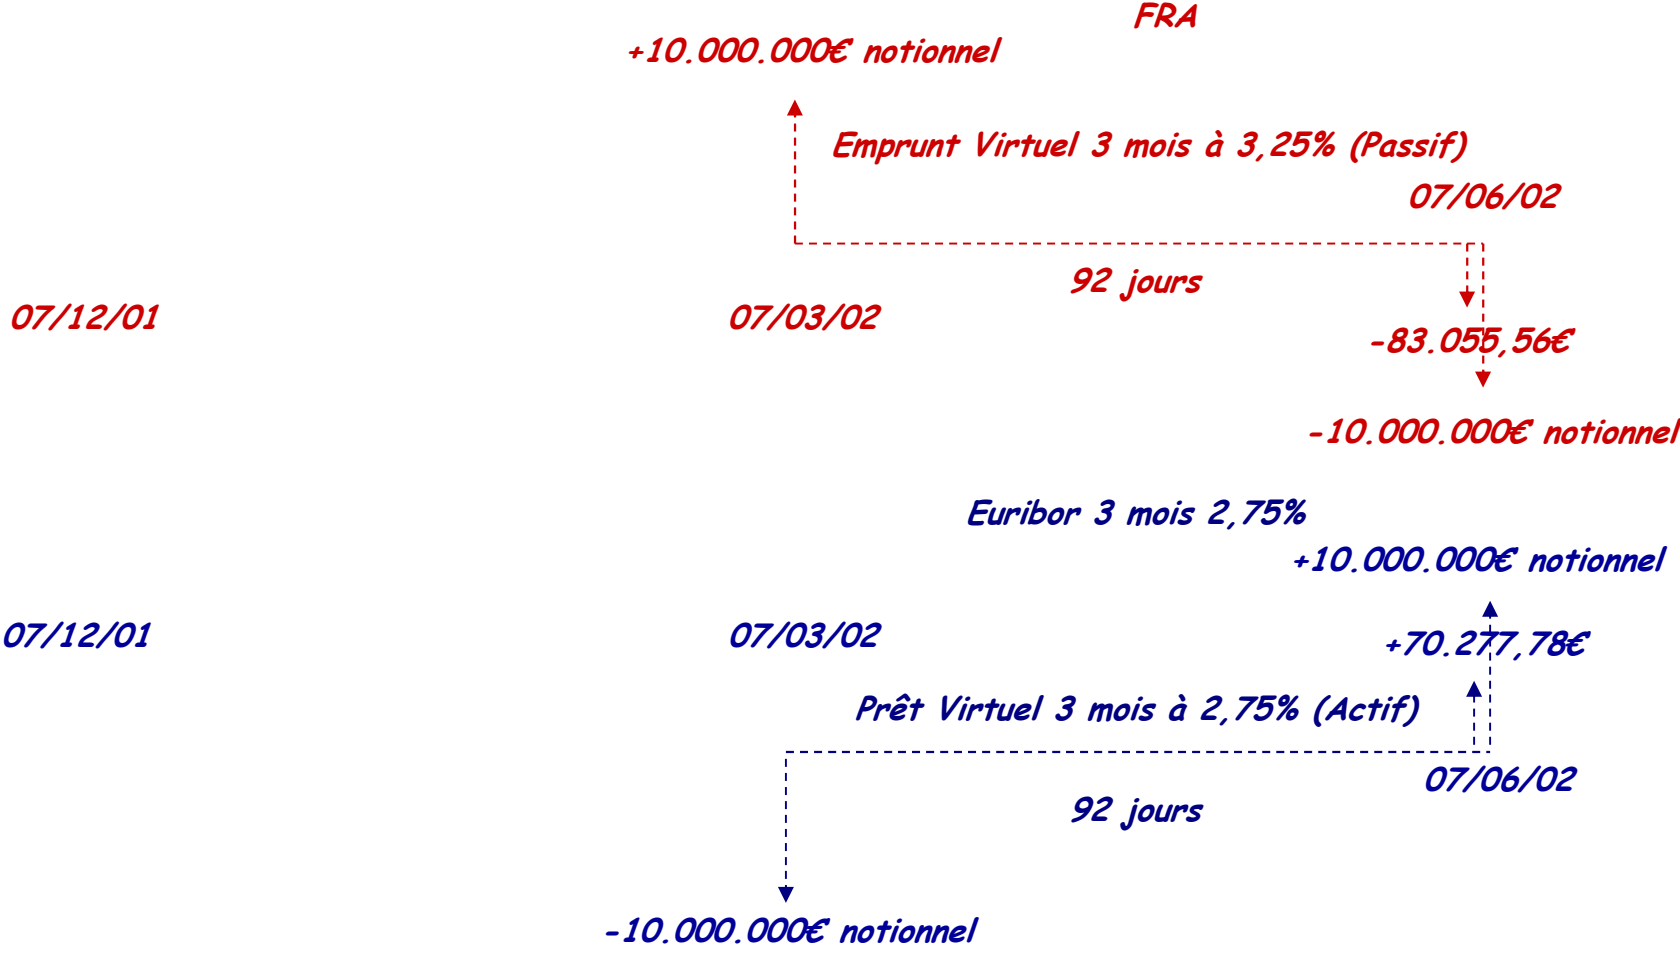 FRA
+10.000.000€ notionnel
Emprunt Virtuel 3 mois à 3,25% (Passif)
07/06/02
92 jours
07/12/01
07/03/02
-83.055,56€
-10.000.000€ notionnel
Euribor 3 mois 2,75%
+10.000.000€ notionnel
07/12/01
07/03/02
+70.277,78€
Prêt Virtuel 3 mois à 2,75% (Actif)
07/06/02
92 jours
-10.000.000€ notionnel